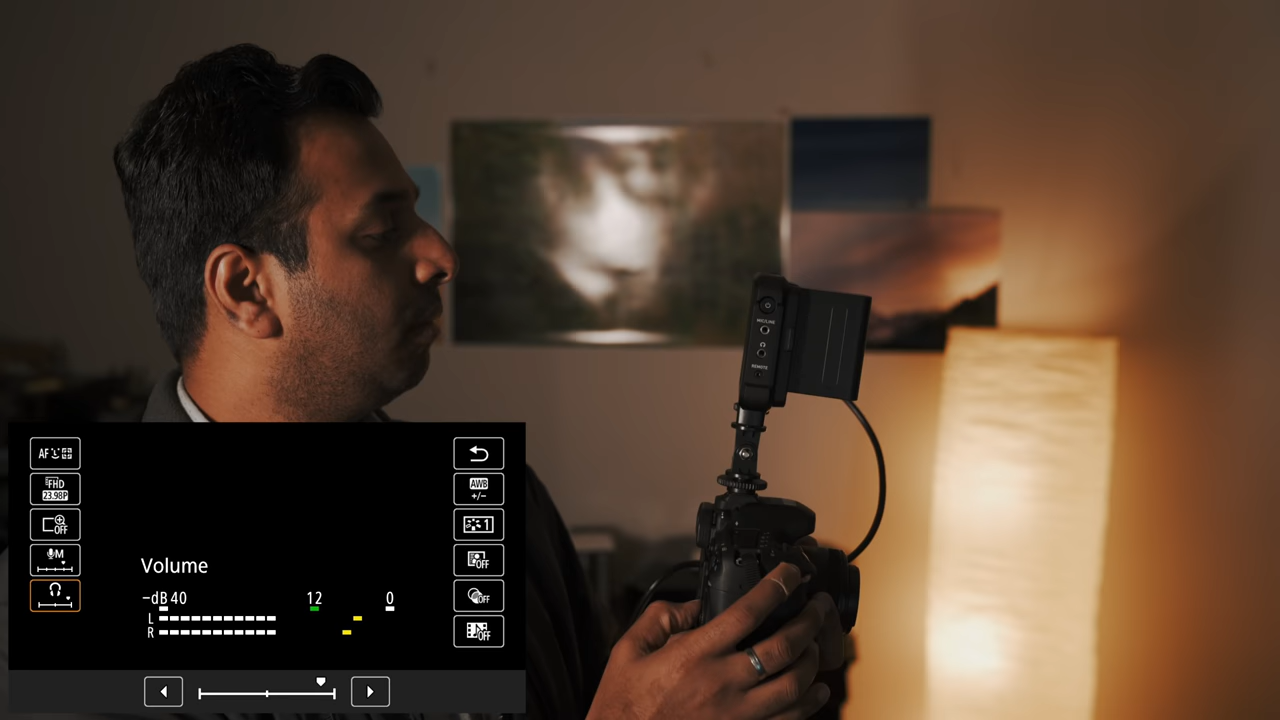 MIC/LINE
REMOTE
AF
FHD
23.98P
OFF
M
Volume
-dB 40 12 0
L
R
AWB
+/-
1
OFF
OFF
OFF